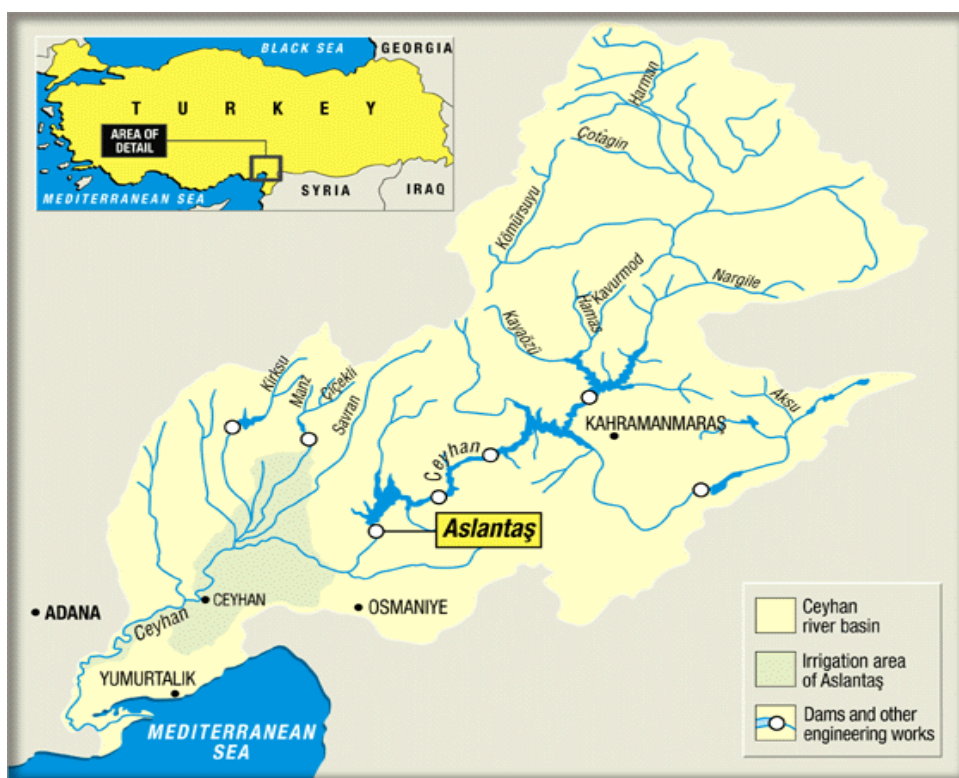 BLACK SEA
GEORGIA
TURKEY
AREA OF
DETAIL
SYRIA
IRAQ
MEDITERRANEAN SEA
Harman
Çotagin
Kömürsuyu
Kavurmod
Hamas
Nargile
Kayaözü
Kirksu
Manz
Çiçekli
Savran
Aksu
KAHRAMANMARAŞ
Ceyhan
Aslantaş
ADANA
CEYHAN
OSMANIYE
Ceyhan
YUMURTALIK
MEDITERRANEAN
SEA
Ceyhan
river basin
Irrigation area
of Aslantaş
Dams and other
engineering works